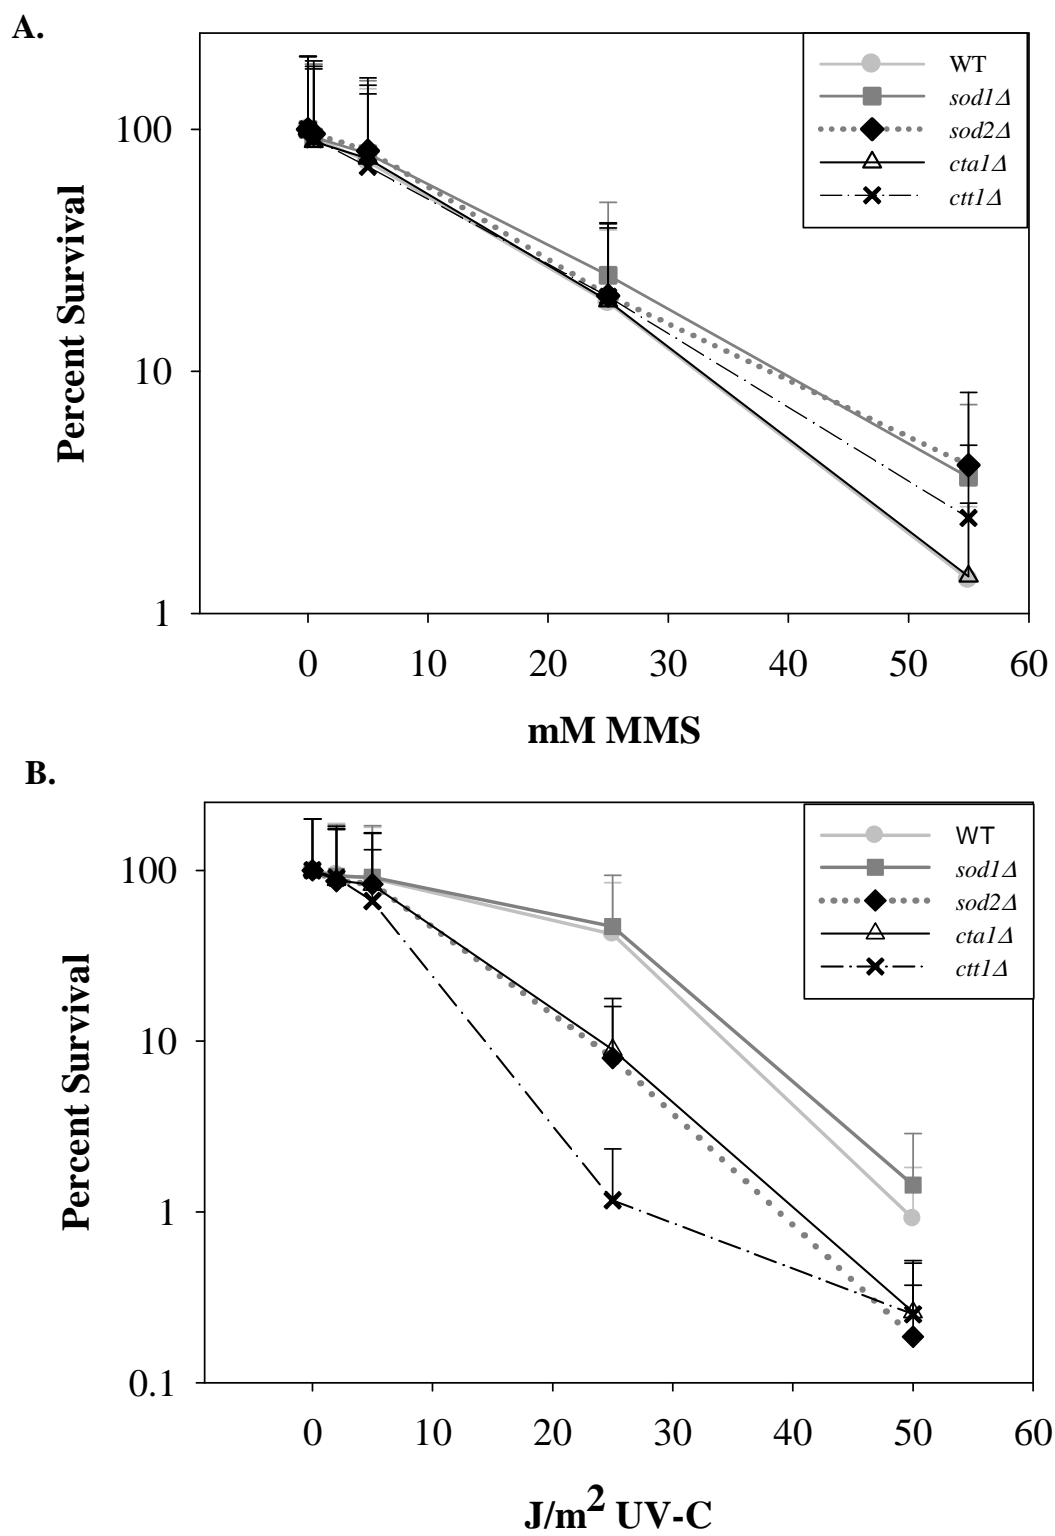 A.
Percent Survival
100
10
1
WT
sod1Δ
sod2Δ
cta1Δ
ctt1Δ
0 10 20 30 40 50 60
mM MMS
B.
Percent Survival
100
10
1
0.1
WT
sod1Δ
sod2Δ
cta1Δ
ctt1Δ
0 10 20 30 40 50 60
J/m² UV-C